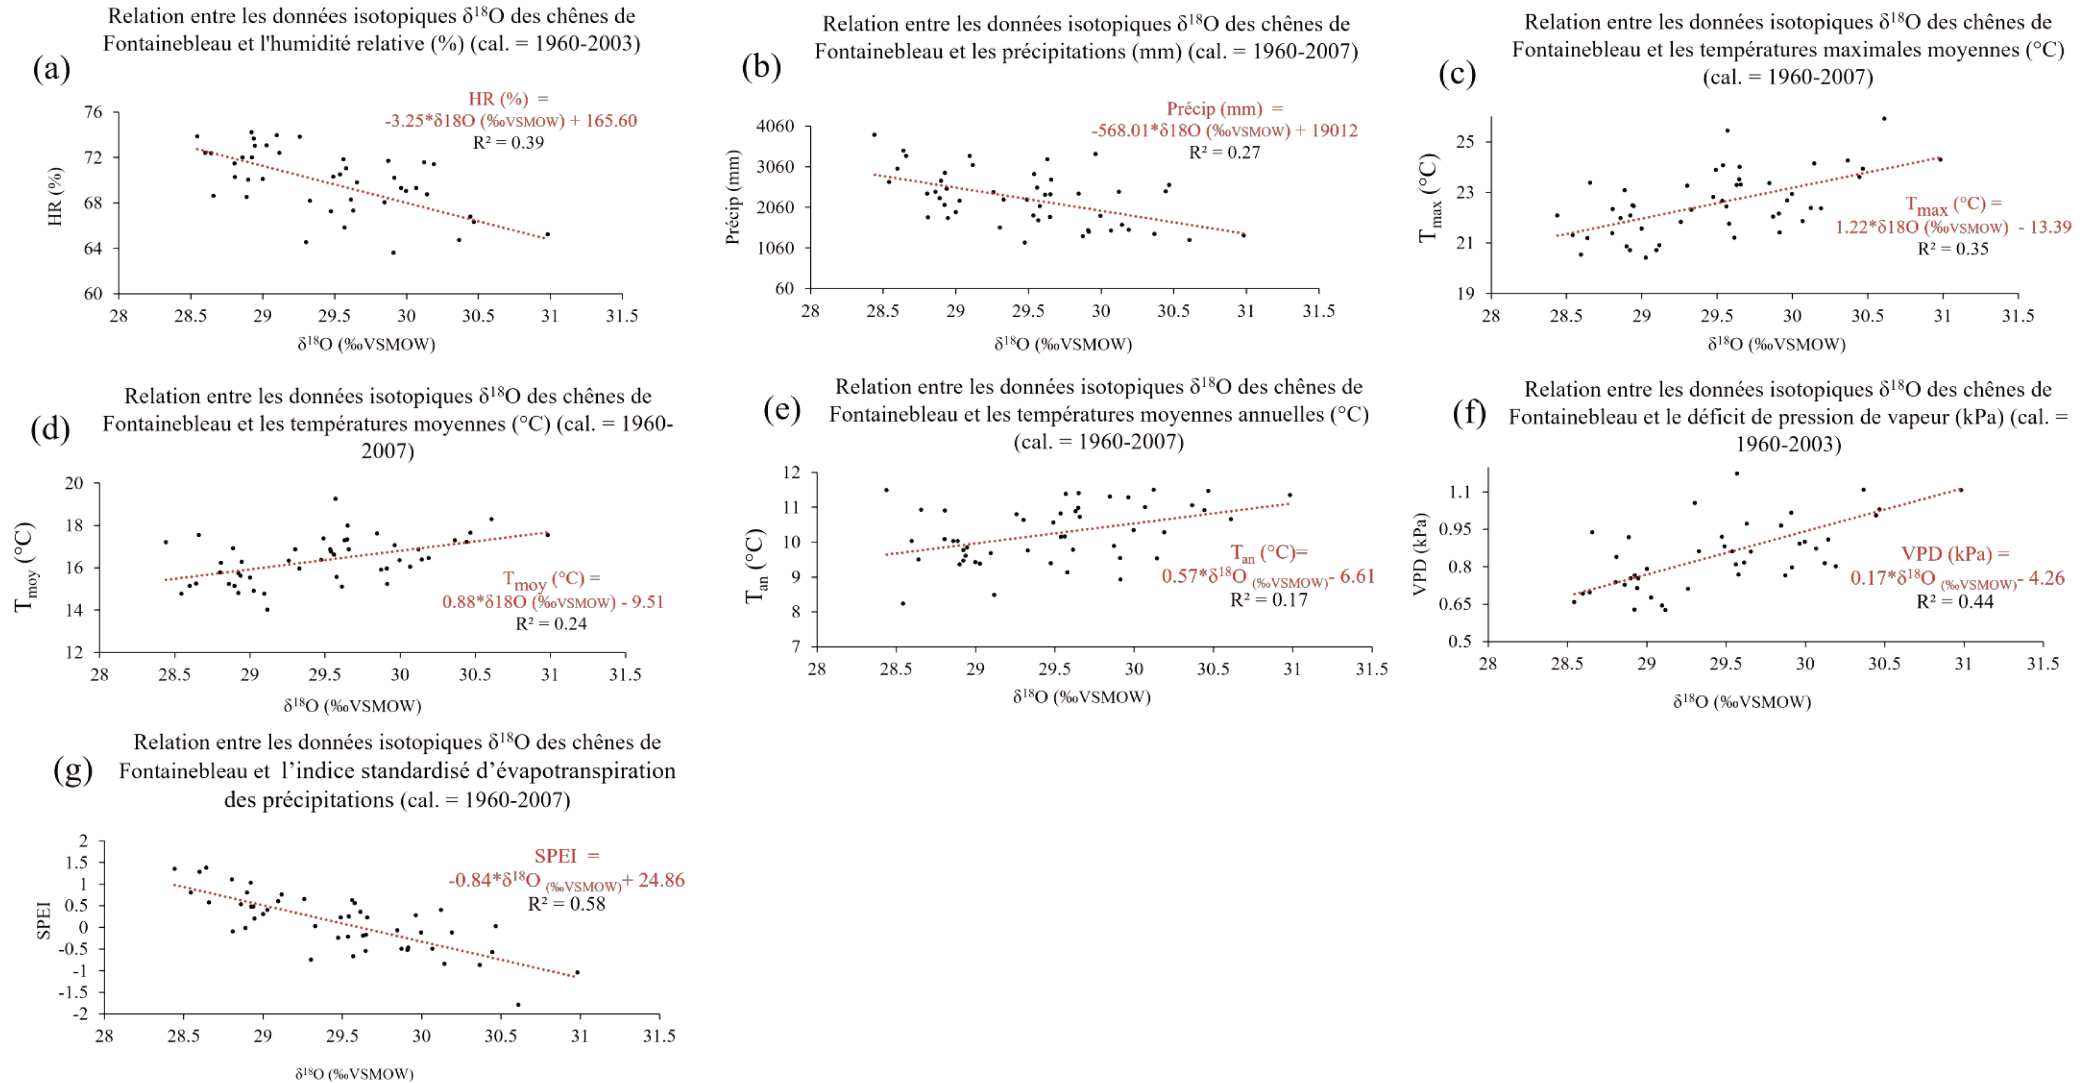 Relation entre les données isotopiques δ¹⁸O des chênes de
Fontainebleau et l'humidité relative (%) (cal. = 1960-2003)
(a)
HR (%) =
-3.25*δ18O (‰VSMOW) + 165.60
R² = 0.39
76
72
68
64
60
HR (%)
28 28.5 29 29.5 30 30.5 31 31.5
δ¹⁸O (‰VSMOW)
Relation entre les données isotopiques δ¹⁸O des chênes de
Fontainebleau et les précipitations (mm) (cal. = 1960-2007)
(b)
Précip (mm) =
-568.01*δ18O (‰VSMOW) + 19012
R² = 0.27
4060
3060
2060
1060
60
Précip (mm)
28 28.5 29 29.5 30 30.5 31 31.5
δ¹⁸O (‰VSMOW)
Relation entre les données isotopiques δ¹⁸O des chênes de
Fontainebleau et les températures maximales moyennes (°C)
(cal. = 1960-2007)
(c)
25
23
21
19
Tmax (°C)
Tmax (°C) =
1.22*δ18O (‰VSMOW) - 13.39
R² = 0.35
28 28.5 29 29.5 30 30.5 31 31.5
δ¹⁸O (‰VSMOW)
Relation entre les données isotopiques δ¹⁸O des chênes de
Fontainebleau et les températures moyennes (°C) (cal. = 1960-
2007)
(d)
20
18
16
14
12
Tmoy (°C)
Tmoy (°C) =
0.88*δ18O (‰VSMOW) - 9.51
R² = 0.24
28 28.5 29 29.5 30 30.5 31 31.5
δ¹⁸O (‰VSMOW)
Relation entre les données isotopiques δ¹⁸O des chênes de
Fontainebleau et les températures moyennes annuelles (°C)
(cal. = 1960-2007)
(e)
12
11
10
9
8
7
Tan (°C)
Tan (°C)=
0.57*δ¹⁸O (‰VSMOW)- 6.61
R² = 0.17
28 28.5 29 29.5 30 30.5 31 31.5
δ¹⁸O (‰VSMOW)
Relation entre les données isotopiques δ¹⁸O des chênes de
Fontainebleau et le déficit de pression de vapeur (kPa) (cal. =
1960-2003)
(f)
1.1
0.95
0.8
0.65
0.5
VPD (kPa)
VPD (kPa) =
0.17*δ¹⁸O (‰VSMOW)- 4.26
R² = 0.44
28 28.5 29 29.5 30 30.5 31 31.5
δ¹⁸O (‰VSMOW)
Relation entre les données isotopiques δ¹⁸O des chênes de
Fontainebleau et l’indice standardisé d’évapotranspiration
des précipitations (cal. = 1960-2007)
(g)
2
1.5
1
0.5
0
-0.5
-1
-1.5
-2
SPEI
SPEI =
-0.84*δ¹⁸O (‰VSMOW)+ 24.86
R² = 0.58
28 28.5 29 29.5 30 30.5 31 31.5
δ¹⁸O (‰VSMOW)